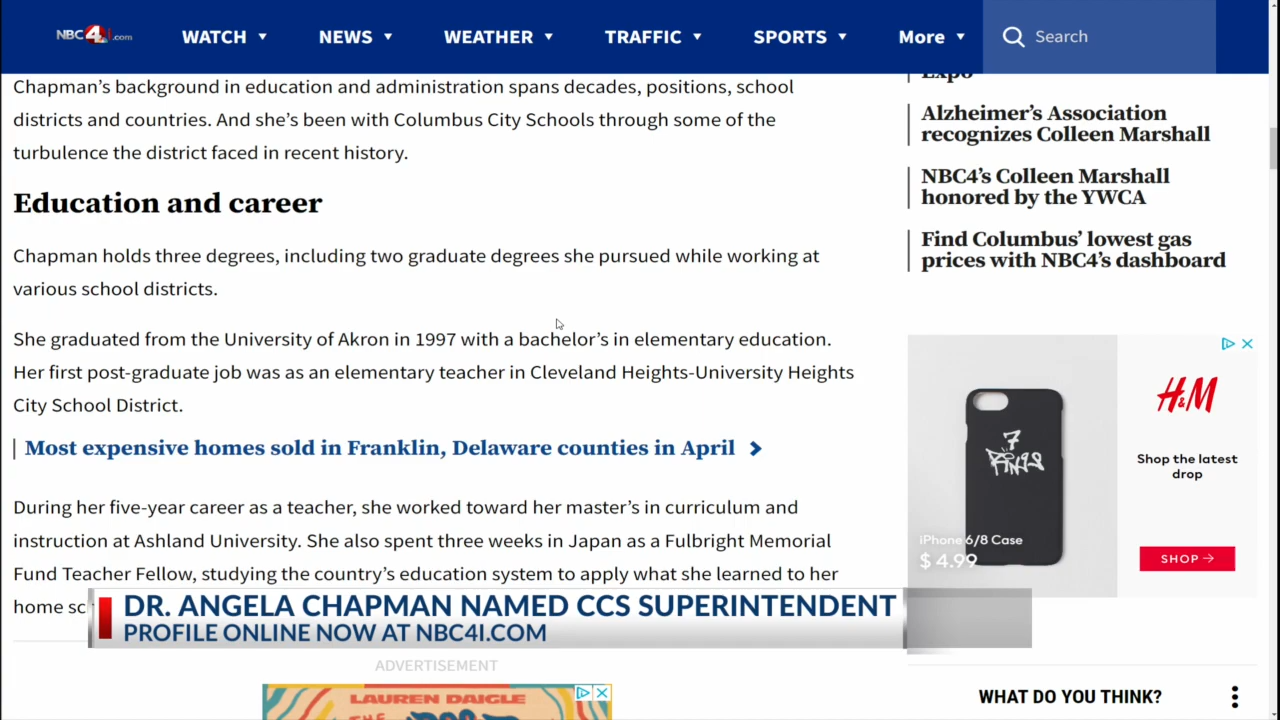 NBC4i.com
WATCH
NEWS
WEATHER
TRAFFIC
SPORTS
More
Search
Chapman’s background in education and administration spans decades, positions, school
districts and countries. And she’s been with Columbus City Schools through some of the
turbulence the district faced in recent history.
Education and career
Chapman holds three degrees, including two graduate degrees she pursued while working at
various school districts.
She graduated from the University of Akron in 1997 with a bachelor’s in elementary education.
Her first post-graduate job was as an elementary teacher in Cleveland Heights-University Heights
City School District.
Most expensive homes sold in Franklin, Delaware counties in April
During her five-year career as a teacher, she worked toward her master’s in curriculum and
instruction at Ashland University. She also spent three weeks in Japan as a Fulbright Memorial
Fund Teacher Fellow, studying the country’s education system to apply what she learned to her
home
DR. ANGELA CHAPMAN NAMED CCS SUPERINTENDENT
PROFILE ONLINE NOW AT NBC4I.COM
ADVERTISEMENT
LAUREN DAIGLE
THE
Expo
Alzheimer’s Association
recognizes Colleen Marshall
NBC4’s Colleen Marshall
honored by the YWCA
Find Columbus’ lowest gas
prices with NBC4’s dashboard
7
RINGS
iPhone 6/8 Case
$ 4.99
H&M
Shop the latest
drop
SHOP
WHAT DO YOU THINK?